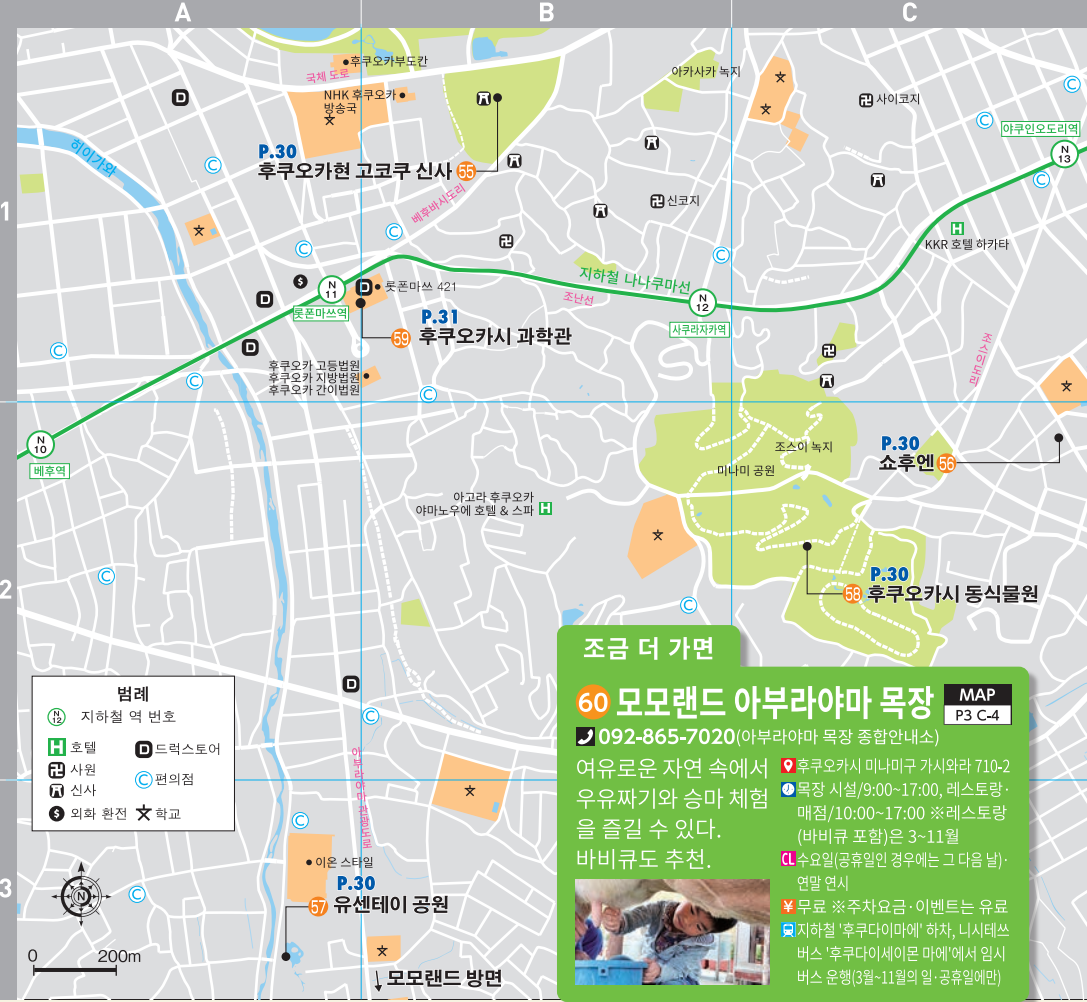 A
B
C
1
2
3
후쿠오카부도칸
국체 도로
NHK 후쿠오카
방송국
D
히이가와
P.30
후쿠오카현 고코쿠 신사 55
베후바시도리
아카사카 녹지
사이코지
야쿠인오도리역
N
13
신코지
H
KKR 호텔 하카타
지하철 나나쿠마선
조난선
N
12
사쿠라자카역
N
11
롯폰마쓰역
롯폰마쓰 421
P.31
59 후쿠오카시 과학관
후쿠오카 고등법원
후쿠오카 지방법원
후쿠오카 간이법원
조스이도리
N
10
베후역
조스이 녹지
미나미 공원
P.30
쇼후엔 56
아고라 후쿠오카
야마노우에 호텔 & 스파 H
P.30
58 후쿠오카시 동식물원
범례
N
12
지하철 역 번호
H 호텔
D 드럭스토어
사원
C 편의점
신사
$ 외화 환전
학교
아부라야마 관광도로
이온 스타일
P.30
57 유센테이 공원
N
0 200m
모모랜드 방면
조금 더 가면
60 모모랜드 아부라야마 목장
MAP
P3 C-4
092-865-7020(아부라야마 목장 종합안내소)
여유로운 자연 속에서
우유짜기와 승마 체험
을 즐길 수 있다.
바비큐도 추천.
후쿠오카시 미나미구 가시와라 710-2
목장 시설/9:00~17:00, 레스토랑·
매점/10:00~17:00 ※레스토랑
(바비큐 포함)은 3~11월
CL 수요일(공휴일인 경우에는 그 다음 날)·
연말 연시
¥ 무료 ※주차요금·이벤트는 유료
지하철 '후쿠다이마에' 하차, 니시테쓰
버스 '후쿠다이세이몬 마에'에서 임시
버스 운행(3월~11월의 일·공휴일에만)